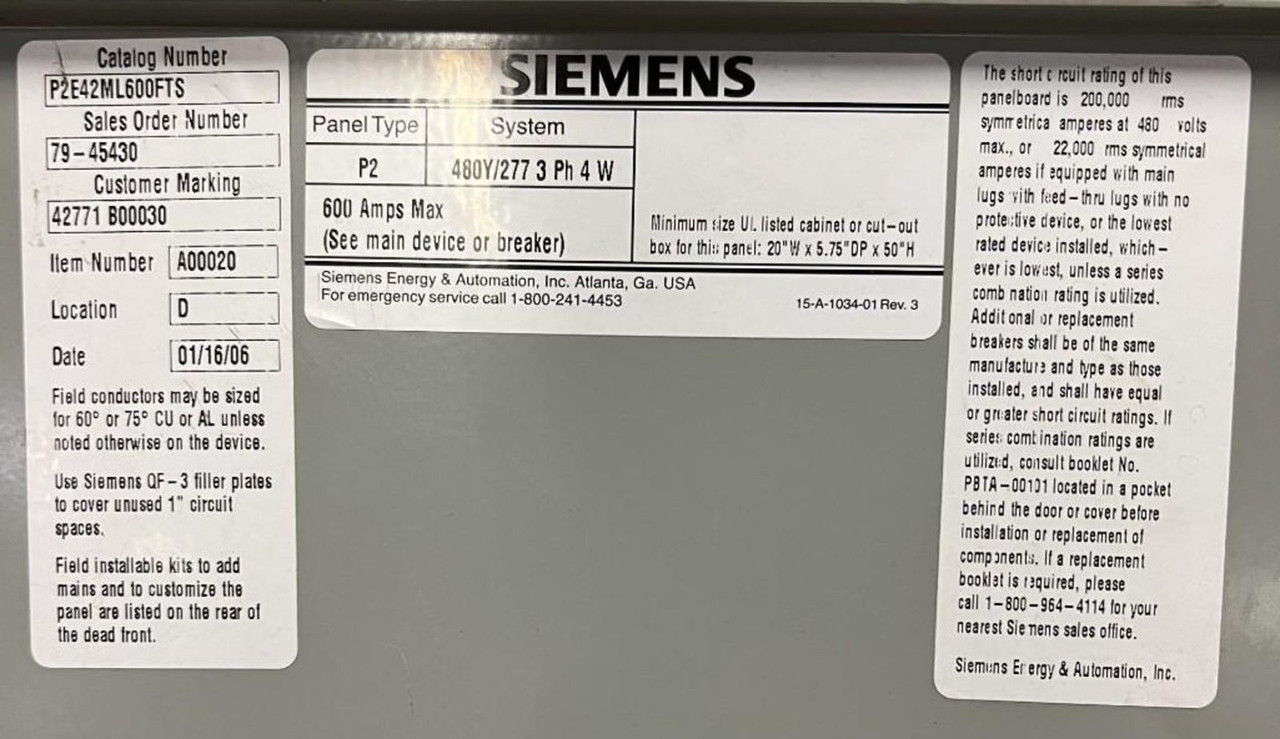 Catalog Number
P2E42ML600FTS
Sales Order Number
79-45430
Customer Marking
42771 B00030
Item Number A00020
Location D
Date 01/16/06
Field conductors may be sized
for 60° or 75° CU or AL unless
noted otherwise on the device.
Use Siemens QF-3 filler plates
to cover unused 1" circuit
spaces.
Field installable kits to add
mains and to customize the
panel are listed on the rear of
the dead front.
SIEMENS
Panel Type System
P2 480Y/277 3 Ph 4 W
600 Amps Max
(See main device or breaker)
Minimum size UL listed cabinet or cut-out
box for this panel: 20"W x 5.75"DP x 50"H
Siemens Energy & Automation, Inc. Atlanta, Ga. USA
For emergency service call 1-800-241-4453
15-A-1034-01 Rev. 3
The short c rcuit rating of this
panelboard is 200,000 rms
symmetrica amperes at 480 volts
max., or 22,000 rms symmetrical
amperes if equipped with main
lugs with feed-thru lugs with no
protective device, or the lowest
rated device installed, which-
ever is lowest, unless a series
comb nation rating is utilized.
Addit onal or replacement
breakers shall be of the same
manufacture and type as those
installed, and shall have equal
or greater short circuit ratings. If
series combination ratings are
utilized, consult booklet No.
PBTA-00101 located in a pocket
behind the door or cover before
installation or replacement of
components. If a replacement
booklet is required, please
call 1-800-964-4114 for your
nearest Siemens sales office.
Siemens Energy & Automation, Inc.